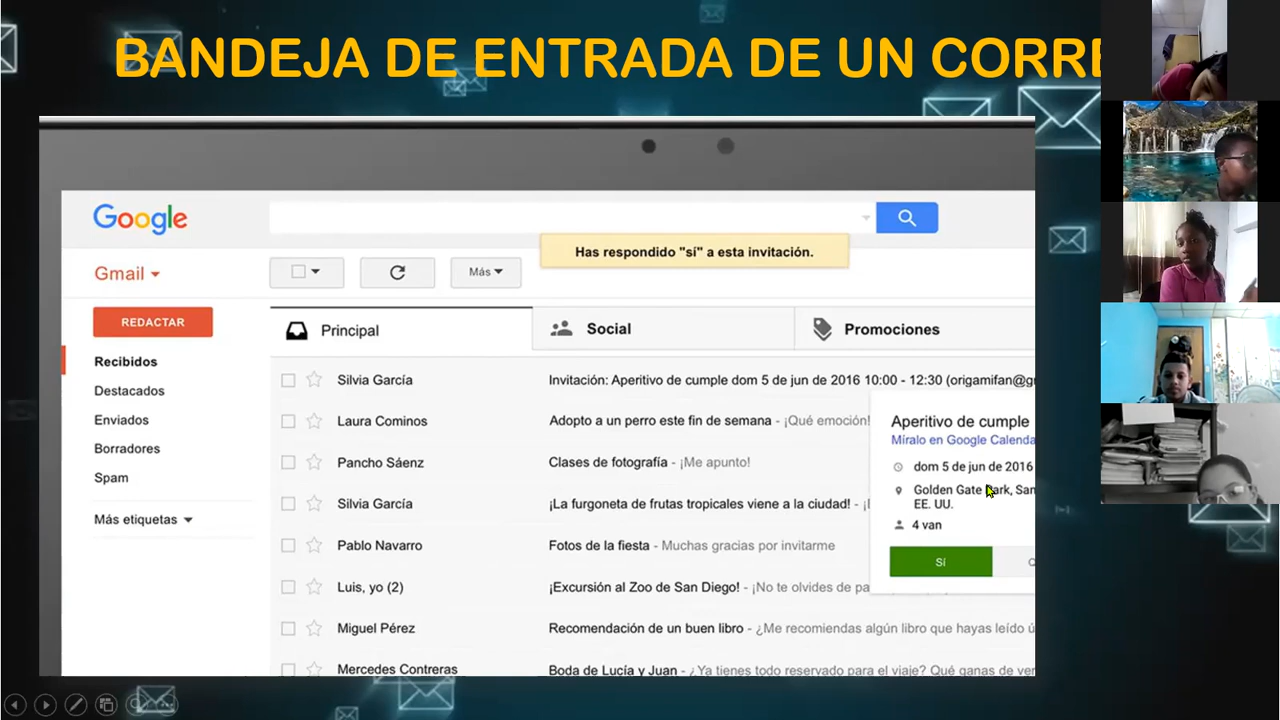 BANDEJA DE ENTRADA DE UN CORRE
Google
Has respondido "sí" a esta invitación.
Gmail
Más
REDACTAR
Principal
Social
Promociones
Recibidos
Destacados
Enviados
Borradores
Spam
Más etiquetas
Silvia García Invitación: Aperitivo de cumple dom 5 de jun de 2016 10:00 - 12:30 (origamifan@gr
Laura Cominos Adopto a un perro este fin de semana - ¡Qué emoción!
Pancho Sáenz Clases de fotografía - ¡Me apunto!
Silvia García ¡La furgoneta de frutas tropicales viene a la ciudad! - ¡
Pablo Navarro Fotos de la fiesta - Muchas gracias por invitarme
Luis, yo (2) ¡Excursión al Zoo de San Diego! - ¡No te olvides de pa
Miguel Pérez Recomendación de un buen libro - ¿Me recomiendas algún libro que hayas leído ú
Mercedes Contreras Boda de Lucía y Juan - ¿Ya tienes todo reservado para el viaje? Qué ganas de ver
Aperitivo de cumple
Míralo en Google Calenda
dom 5 de jun de 2016
Golden Gate Park, San
EE. UU.
4 van
Sí